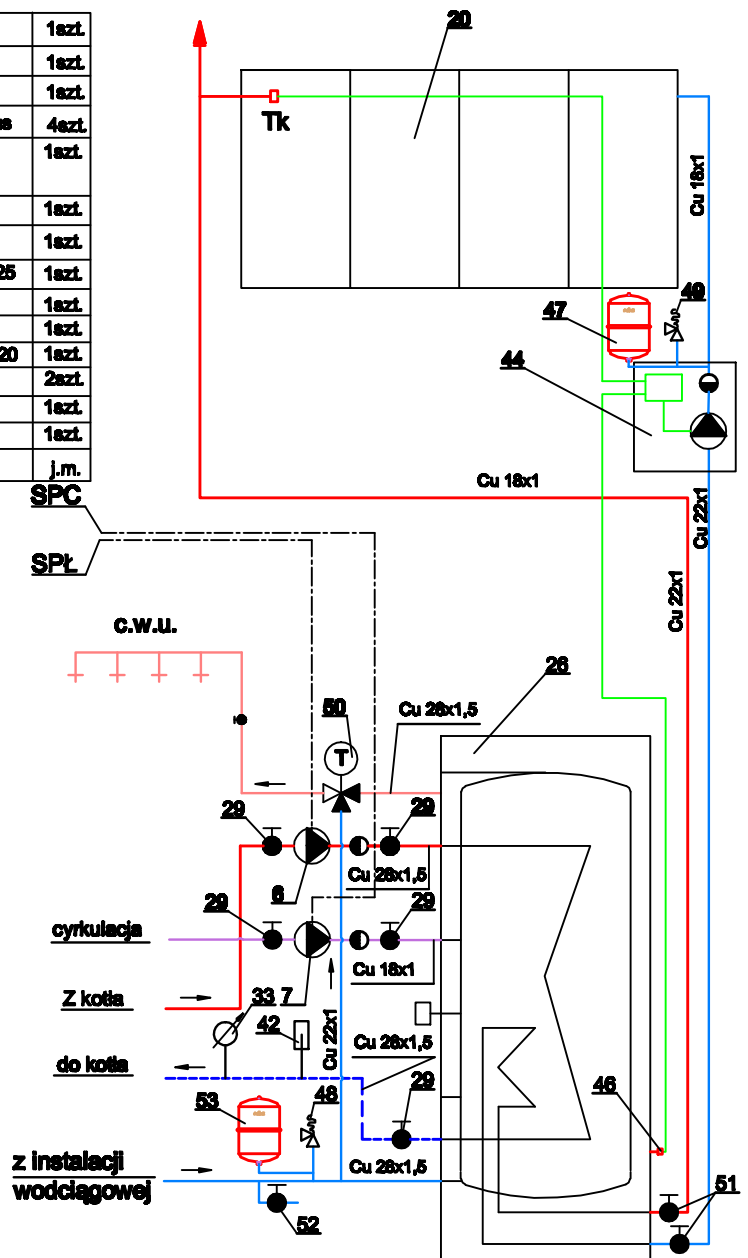 1szt.
1szt.
1szt.
4szt.
1szt.
1szt.
1szt.
25 1szt.
1szt.
1szt.
20 1szt.
2szt.
1szt.
1szt.
j.m.
20
Tk
Cu 18x1
47
49
44
Cu 18x1
Cu 22x1
Cu 22x1
SPC
SPŁ
c.w.u.
26
50
Cu 28x1,5
T
29
29
6
Cu 28x1,5
29
29
cyrkulacja
Cu 18x1
Z kotła
33
7
42
Cu 22x1
Cu 28x1,5
do kotła
29
53
48
46
z instalacji
wodciągowej
Cu 28x1,5
51
52